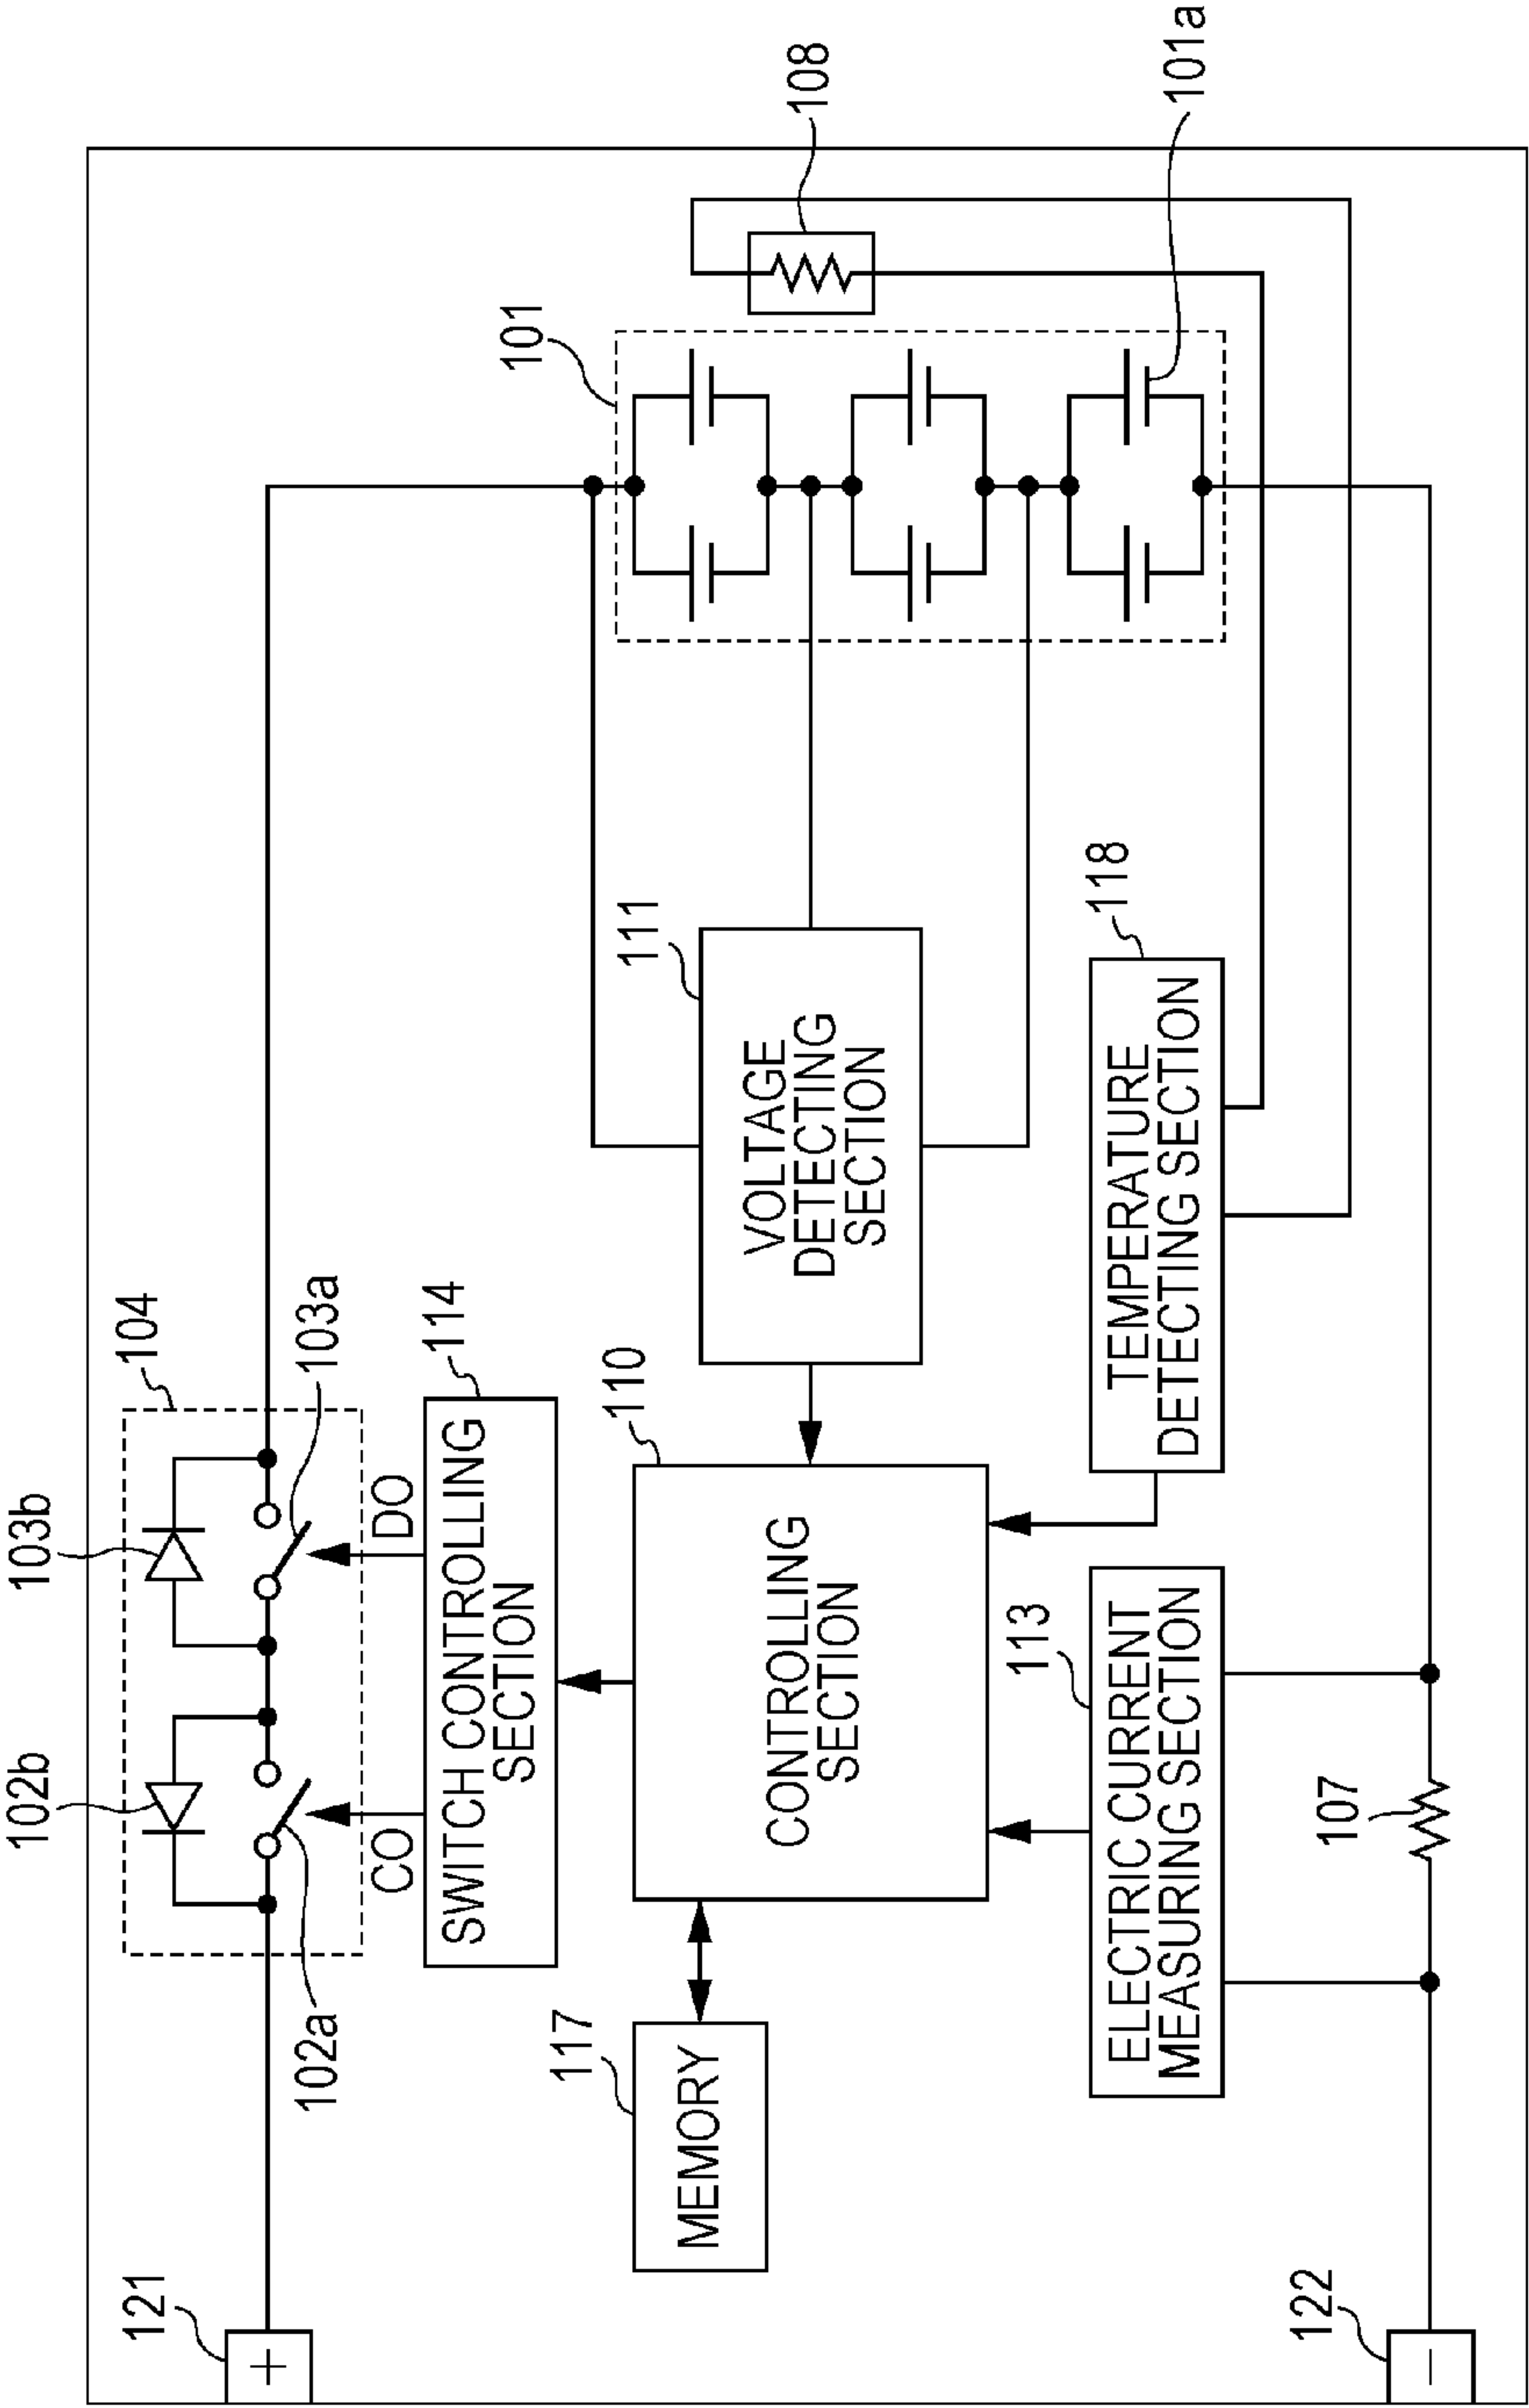 121
+
102b
103b
104
102a
103a
CO
DO
SWITCH CONTROLLING
SECTION
114
101
117
MEMORY
110
CONTROLLING
SECTION
111
VOLTAGE
DETECTING
SECTION
108
113
ELECTRIC CURRENT
MEASURING SECTION
118
TEMPERATURE
DETECTING SECTION
101a
122
−
107